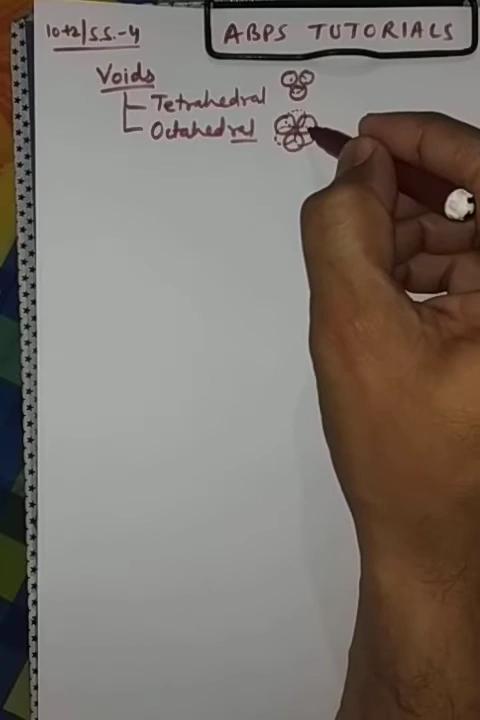 10+2/S.S.-4
ABPS TUTORIALS
Voids
Tetrahedral
Octahedral